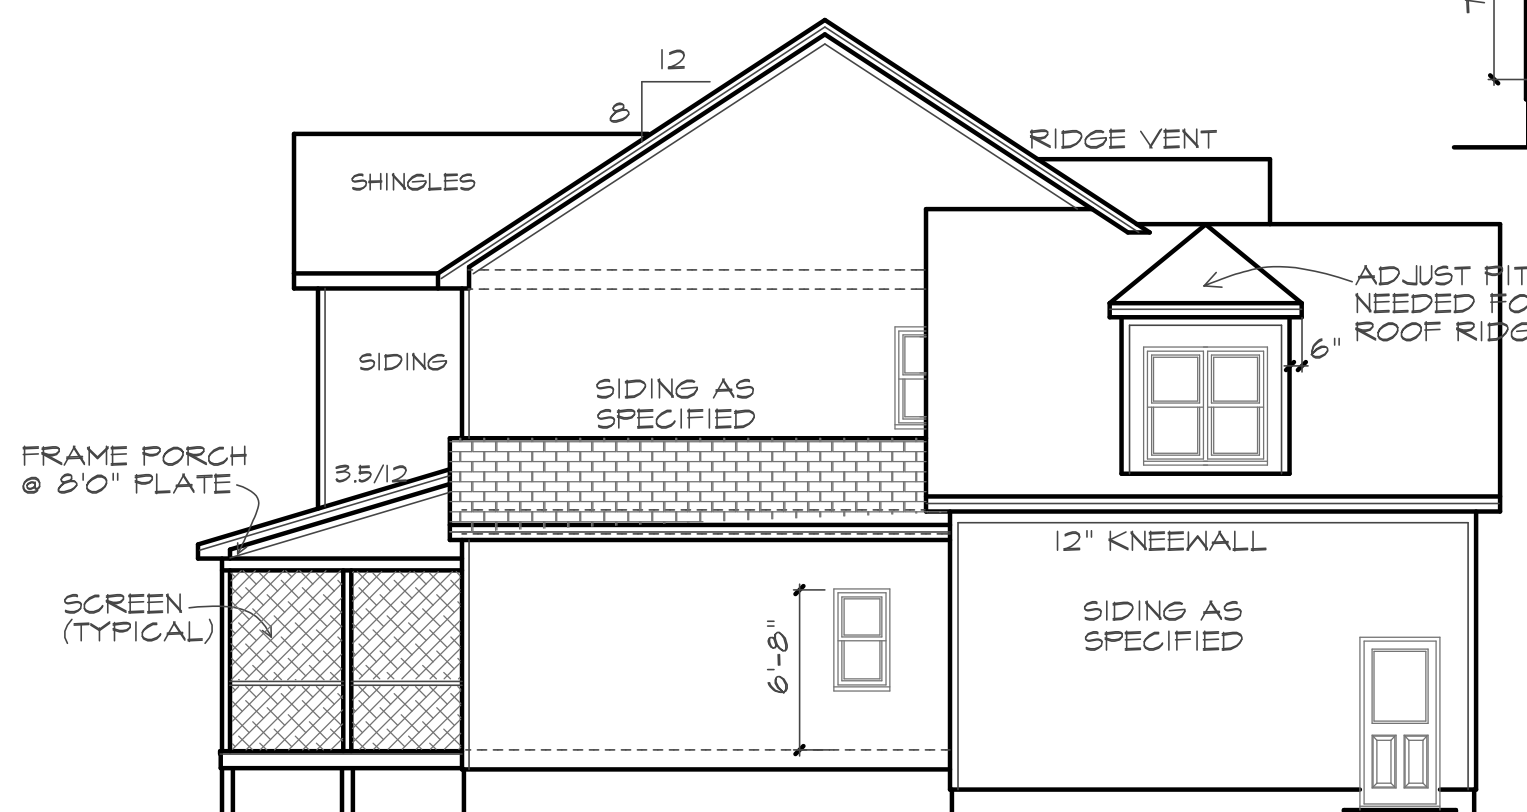 12
8
RIDGE VENT
SHINGLES
ADJUST PIT
NEEDED FO
ROOF RIDG
6"
SIDING
SIDING AS
SPECIFIED
FRAME PORCH
@ 8'0" PLATE
3.5/12
12" KNEEWALL
SCREEN
(TYPICAL)
SIDING AS
SPECIFIED
6'-8"